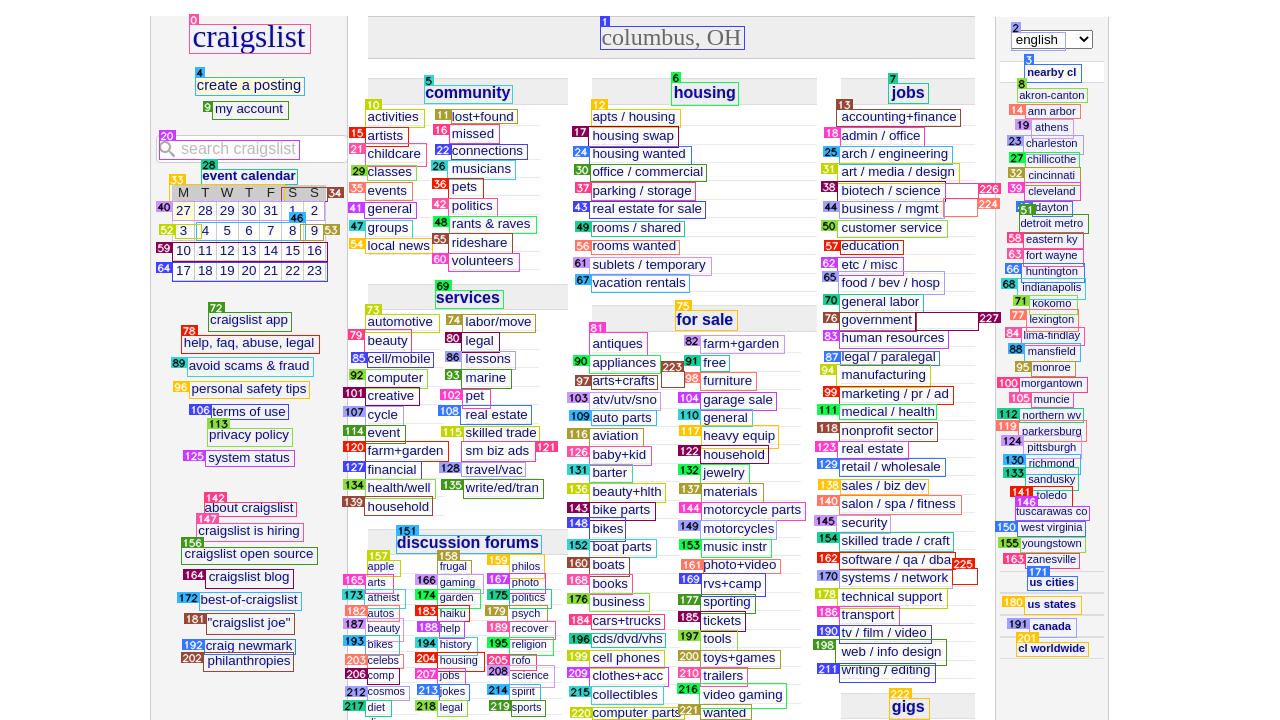 craigslist
create a posting
my account
search craigslist
event calendar
M T W T F S S
27 28 29 30 31 1 2
3 4 5 6 7 8 9
10 11 12 13 14 15 16
17 18 19 20 21 22 23
craigslist app
help, faq, abuse, legal
avoid scams & fraud
personal safety tips
terms of use
privacy policy
system status
about craigslist
craigslist is hiring
craigslist open source
craigslist blog
best-of-craigslist
"craigslist joe"
craig newmark
philanthropies
columbus, OH
community
activities
artists
childcare
classes
events
general
groups
local news
lost+found
missed
connections
musicians
pets
politics
rants & raves
rideshare
volunteers
services
automotive
beauty
cell/mobile
computer
creative
cycle
event
farm+garden
financial
health/well
household
labor/move
legal
lessons
marine
pet
real estate
skilled trade
sm biz ads
travel/vac
write/ed/tran
discussion forums
apple
arts
atheist
autos
beauty
bikes
celebs
comp
cosmos
diet
frugal
gaming
garden
haiku
help
history
housing
jobs
jokes
legal
philos
photo
politics
psych
recover
religion
rofo
science
spirit
sports
housing
apts / housing
housing swap
housing wanted
office / commercial
parking / storage
real estate for sale
rooms / shared
rooms wanted
sublets / temporary
vacation rentals
for sale
antiques
appliances
arts+crafts
atv/utv/sno
auto parts
aviation
baby+kid
barter
beauty+hlth
bike parts
bikes
boat parts
boats
books
business
cars+trucks
cds/dvd/vhs
cell phones
clothes+acc
collectibles
computer parts
farm+garden
free
furniture
garage sale
general
heavy equip
household
jewelry
materials
motorcycle parts
motorcycles
music instr
photo+video
rvs+camp
sporting
tickets
tools
toys+games
trailers
video gaming
wanted
jobs
accounting+finance
admin / office
arch / engineering
art / media / design
biotech / science
business / mgmt
customer service
education
etc / misc
food / bev / hosp
general labor
government
human resources
legal / paralegal
manufacturing
marketing / pr / ad
medical / health
nonprofit sector
real estate
retail / wholesale
sales / biz dev
salon / spa / fitness
security
skilled trade / craft
software / qa / dba
systems / network
technical support
transport
tv / film / video
web / info design
writing / editing
gigs
english
nearby cl
akron-canton
ann arbor
athens
charleston
chillicothe
cincinnati
cleveland
dayton
detroit metro
eastern ky
fort wayne
huntington
indianapolis
kokomo
lexington
lima-findlay
mansfield
monroe
morgantown
muncie
northern wv
parkersburg
pittsburgh
richmond
sandusky
toledo
tuscarawas co
west virginia
youngstown
zanesville
us cities
us states
canada
cl worldwide